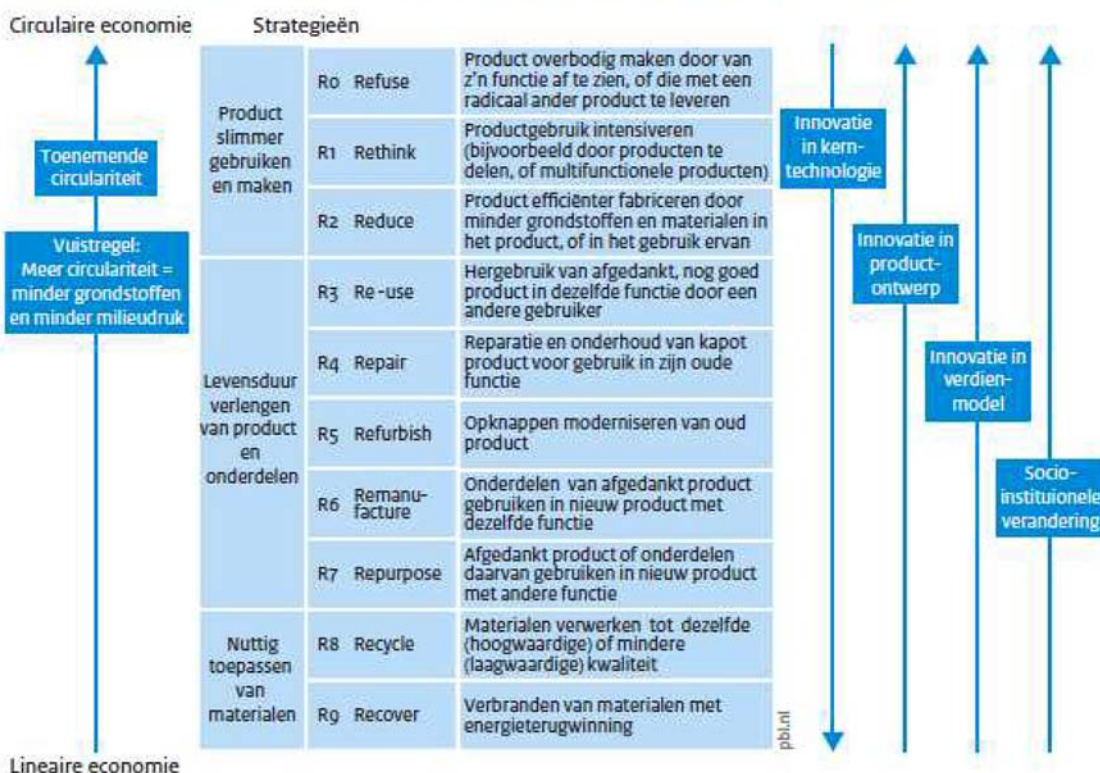 Circulaire economie
Strategieën
Toenemende
circulariteit
Vuistregel:
Meer circulariteit =
minder grondstoffen
en minder milieudruk
Lineaire economie
Product
slimmer
gebruiken
en maken
R0 Refuse
Product overbodig maken door van
z'n functie af te zien, of die met een
radicaal ander product te leveren
R1 Rethink
Productgebruik intensiveren
(bijvoorbeeld door producten te
delen, of multifunctionele producten)
R2 Reduce
Product efficiënter fabriceren door
minder grondstoffen en materialen in
het product, of in het gebruik ervan
Levensduur
verlengen
van product
en
onderdelen
R3 Re-use
Hergebruik van afgedankt, nog goed
product in dezelfde functie door een
andere gebruiker
R4 Repair
Reparatie en onderhoud van kapot
product voor gebruik in zijn oude
functie
R5 Refurbish
Opknappen moderniseren van oud
product
R6 Remanu-
facture
Onderdelen van afgedankt product
gebruiken in nieuw product met
dezelfde functie
R7 Repurpose
Afgedankt product of onderdelen
daarvan gebruiken in nieuw product
met andere functie
Nuttig
toepassen
van
materialen
R8 Recycle
Materialen verwerken tot dezelfde
(hoogwaardige) of mindere
(laagwaardige) kwaliteit
R9 Recover
Verbranden van materialen met
energieterugwinning
pbl.nl
Innovatie
in kern-
technologie
Innovatie in
product-
ontwerp
Innovatie in
verdien-
model
Socio-
instituionele
verandering